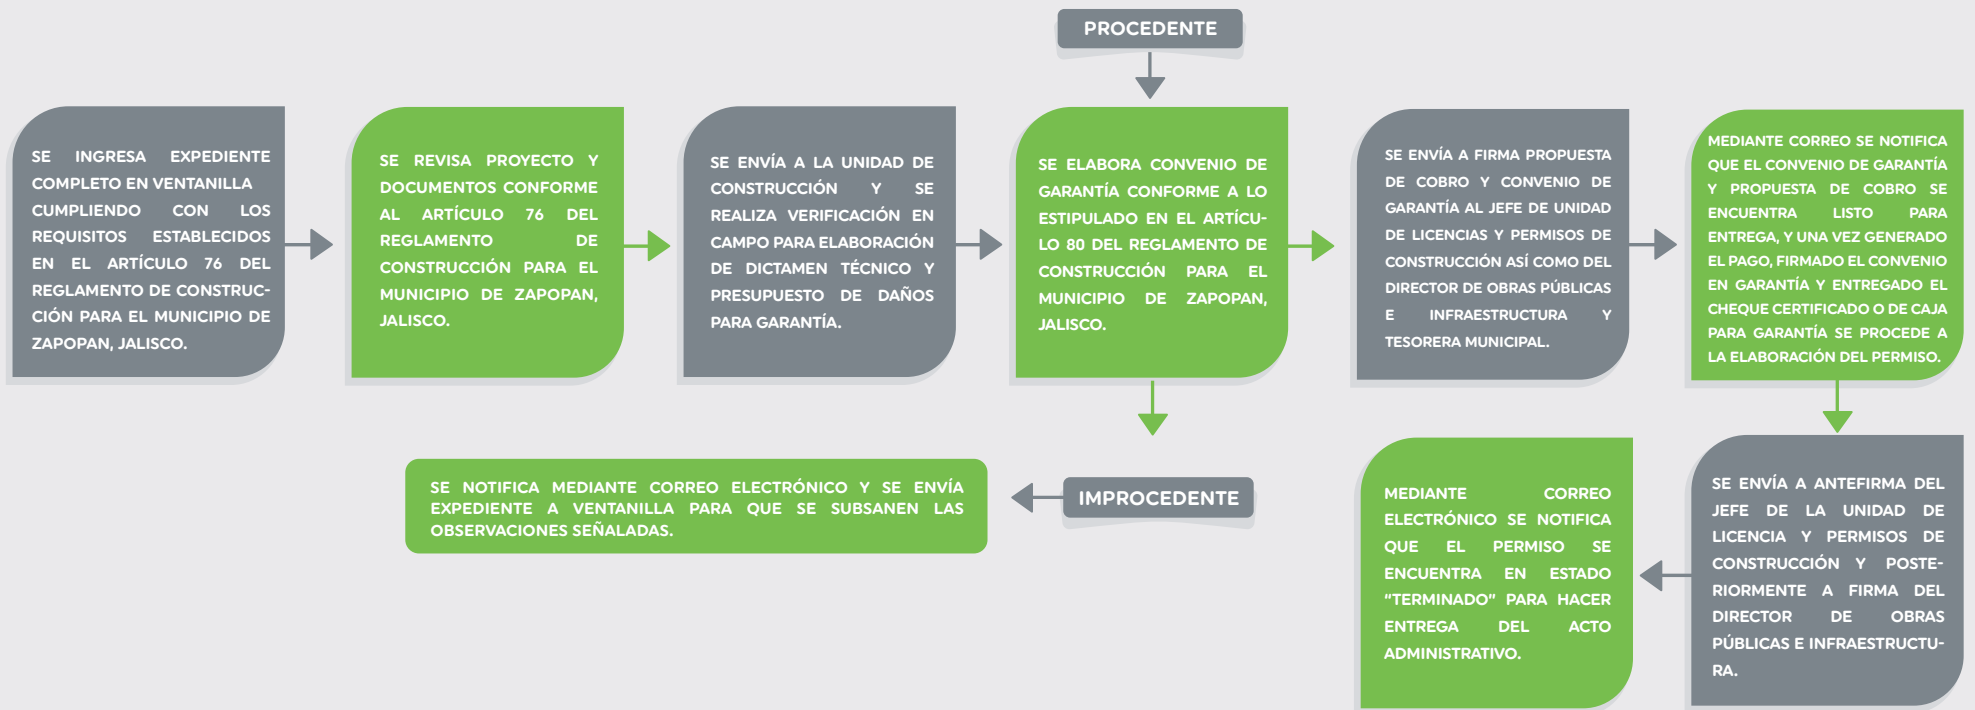 PROCEDENTE
SE INGRESA EXPEDIENTE
COMPLETO EN VENTANILLA
CUMPLIENDO CON LOS
REQUISITOS ESTABLECIDOS
EN EL ARTÍCULO 76 DEL
REGLAMENTO DE CONSTRUC-
CIÓN PARA EL MUNICIPIO DE
ZAPOPAN, JALISCO.
SE REVISA PROYECTO Y
DOCUMENTOS CONFORME
AL ARTÍCULO 76 DEL
REGLAMENTO DE
CONSTRUCCIÓN PARA EL
MUNICIPIO DE ZAPOPAN,
JALISCO.
SE ENVÍA A LA UNIDAD DE
CONSTRUCCIÓN Y SE
REALIZA VERIFICACIÓN EN
CAMPO PARA ELABORACIÓN
DE DICTAMEN TÉCNICO Y
PRESUPUESTO DE DAÑOS
PARA GARANTÍA.
SE ELABORA CONVENIO DE
GARANTÍA CONFORME A LO
ESTIPULADO EN EL ARTÍCU-
LO 80 DEL REGLAMENTO DE
CONSTRUCCIÓN PARA EL
MUNICIPIO DE ZAPOPAN,
JALISCO.
SE ENVÍA A FIRMA PROPUESTA
DE COBRO Y CONVENIO DE
GARANTÍA AL JEFE DE UNIDAD
DE LICENCIAS Y PERMISOS DE
CONSTRUCCIÓN ASÍ COMO DEL
DIRECTOR DE OBRAS PÚBLICAS
E INFRAESTRUCTURA Y
TESORERA MUNICIPAL.
MEDIANTE CORREO SE NOTIFICA
QUE EL CONVENIO DE GARANTÍA
Y PROPUESTA DE COBRO SE
ENCUENTRA LISTO PARA
ENTREGA, Y UNA VEZ GENERADO
EL PAGO, FIRMADO EL CONVENIO
EN GARANTÍA Y ENTREGADO EL
CHEQUE CERTIFICADO O DE CAJA
PARA GARANTÍA SE PROCEDE A
LA ELABORACIÓN DEL PERMISO.
SE NOTIFICA MEDIANTE CORREO ELECTRÓNICO Y SE ENVÍA
EXPEDIENTE A VENTANILLA PARA QUE SE SUBSANEN LAS
OBSERVACIONES SEÑALADAS.
IMPROCEDENTE
MEDIANTE CORREO
ELECTRÓNICO SE NOTIFICA
QUE EL PERMISO SE
ENCUENTRA EN ESTADO
“TERMINADO” PARA HACER
ENTREGA DEL ACTO
ADMINISTRATIVO.
SE ENVÍA A ANTEFIRMA DEL
JEFE DE LA UNIDAD DE
LICENCIA Y PERMISOS DE
CONSTRUCCIÓN Y POSTE-
RIORMENTE A FIRMA DEL
DIRECTOR DE OBRAS
PÚBLICAS E INFRAESTRUCTU-
RA.